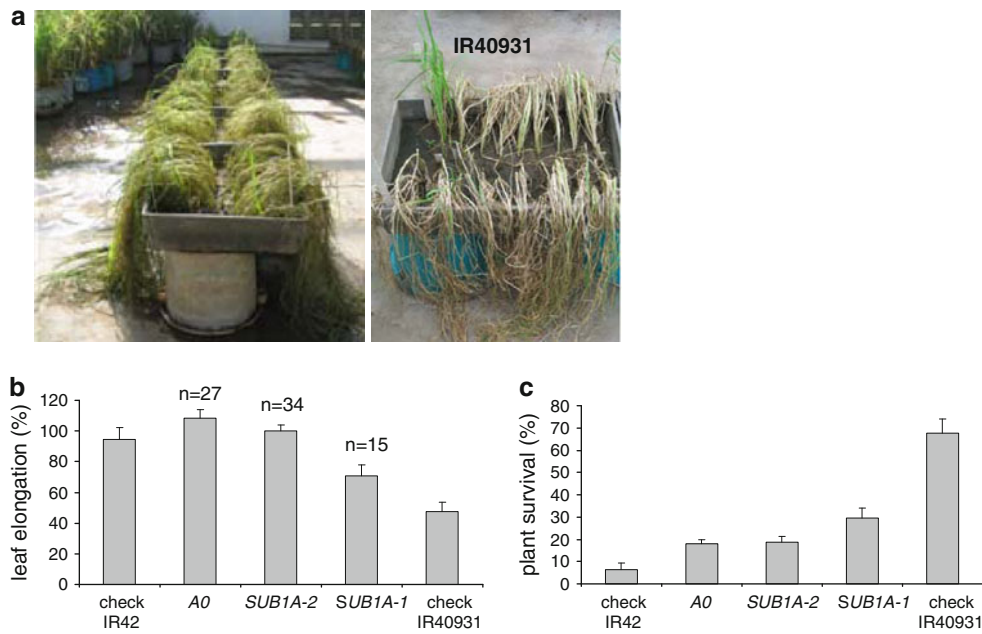 a
IR40931
b
leaf elongation (%)
120
100
80
60
40
20
0
n=27
n=34
n=15
check IR42
A0
SUB1A-2
SUB1A-1
check IR40931
c
plant survival (%)
80
70
60
50
40
30
20
10
0
check IR42
A0
SUB1A-2
SUB1A-1
check IR40931